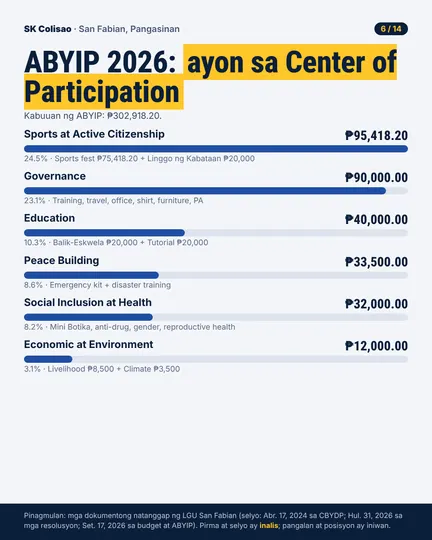 SK Colisao · San Fabian, Pangasinan
6 / 14
ABYIP 2026: ayon sa Center of
Participation
Kabuuan ng ABYIP: ₱302,918.20.
Sports at Active Citizenship ₱95,418.20
24.5% · Sports fest ₱75,418.20 + Linggo ng Kabataan ₱20,000
Governance ₱90,000.00
23.1% · Training, travel, office, shirt, furniture, PA
Education ₱40,000.00
10.3% · Balik-Eskwela ₱20,000 + Tutorial ₱20,000
Peace Building ₱33,500.00
8.6% · Emergency kit + disaster training
Social Inclusion at Health ₱32,000.00
8.2% · Mini Botika, anti-drug, gender, reproductive health
Economic at Environment ₱12,000.00
3.1% · Livelihood ₱8,500 + Climate ₱3,500
Pinagmulan: mga dokumentong natanggap ng LGU San Fabian (selyo: Abr. 17, 2024 sa CBYDP; Hul. 31, 2026 sa
mga resolusyon; Set. 17, 2026 sa budget at ABYIP). Pirma at selyo ay inalis; pangalan at posisyon ay iniwan.